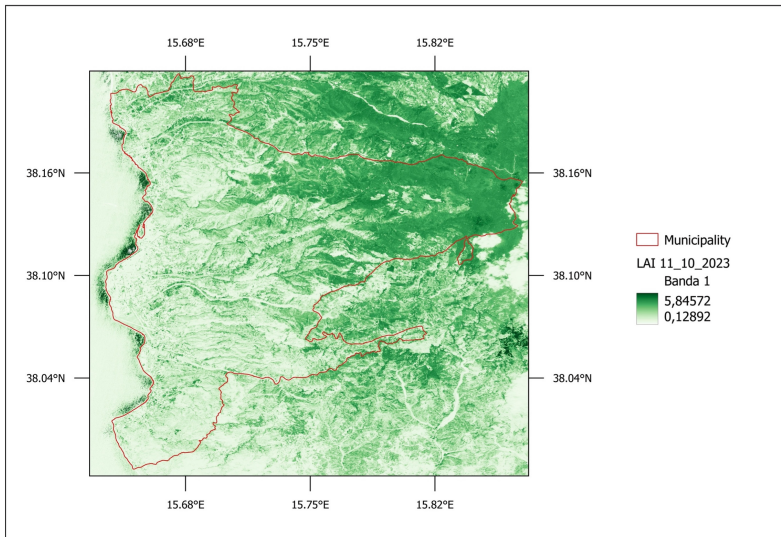 15.68°E 15.75°E 15.82°E
38.16°N 38.16°N
38.10°N 38.10°N
38.04°N 38.04°N
15.68°E 15.75°E 15.82°E
Municipality
LAI 11_10_2023
Banda 1
5,84572
0,12892